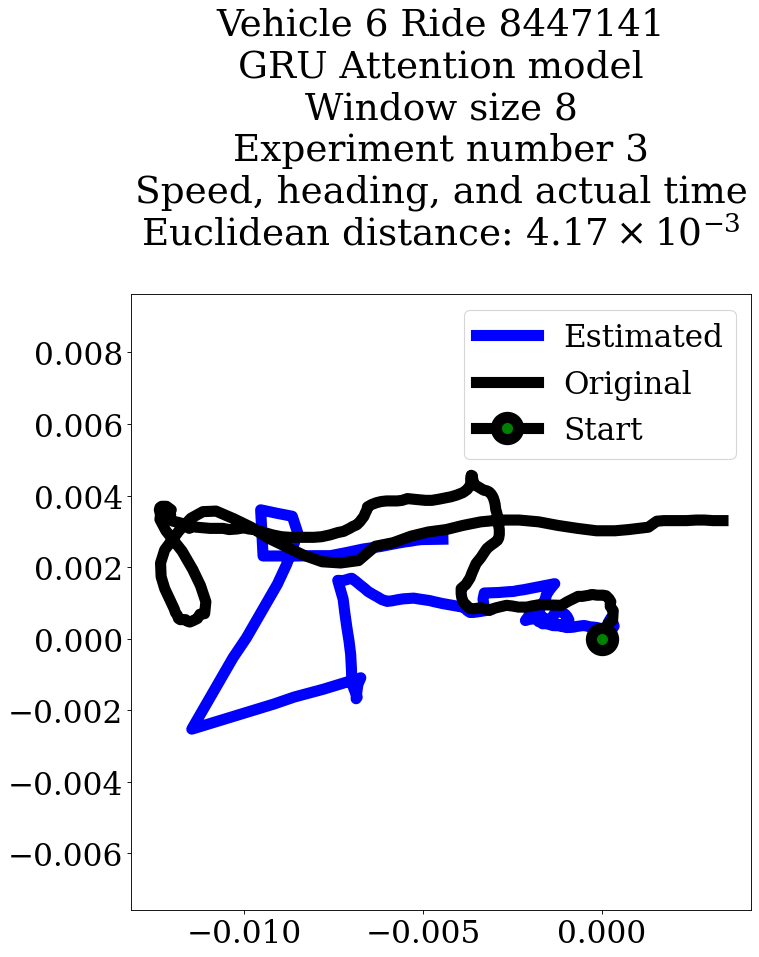 Vehicle 6 Ride 8447141
GRU Attention model
Window size 8
Experiment number 3
Speed, heading, and actual time
Euclidean distance: 4.17 × 10⁻³
Estimated
Original
Start
0.008
0.006
0.004
0.002
0.000
−0.002
−0.004
−0.006
−0.010
−0.005
0.000